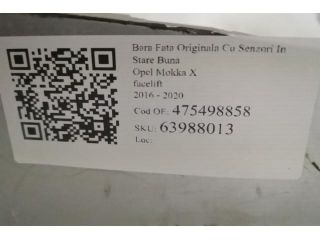 Bara Fata Originala Cu Senzori In
Stare Buna
Opel Mokka X
facelift
2016 - 2020
Cod OE: 475498858
SKU: 63988013
Loc: